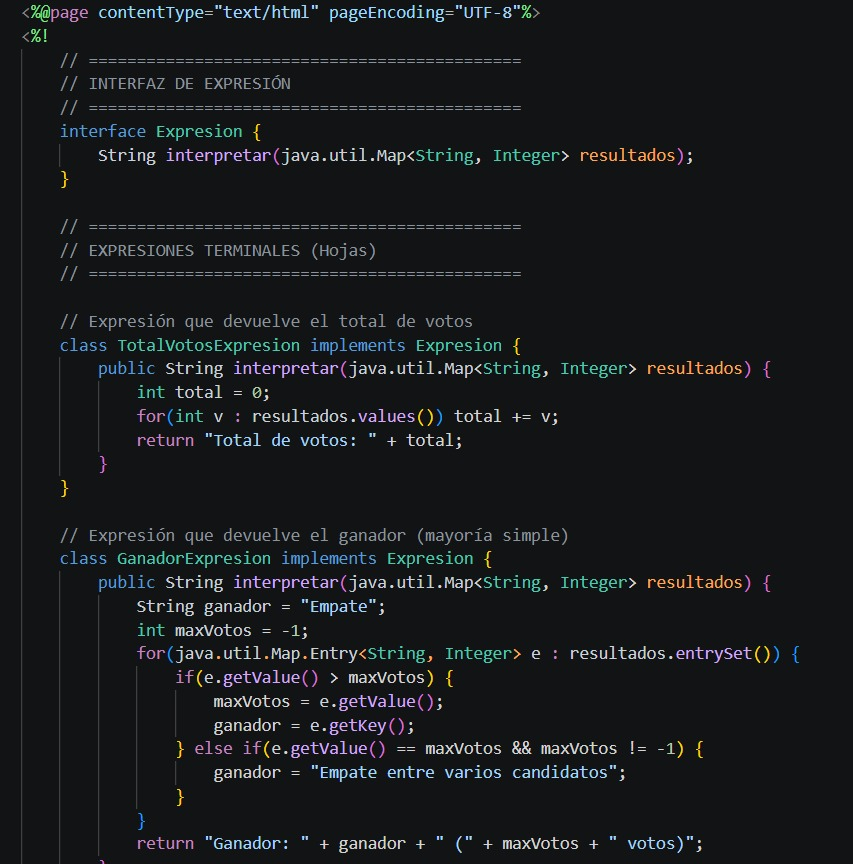 <%@page contentType="text/html" pageEncoding="UTF-8"%>
<%!
    // =============================================
    // INTERFAZ DE EXPRESIÓN
    // =============================================
    interface Expresion {
        String interpretar(java.util.Map<String, Integer> resultados);
    }

    // =============================================
    // EXPRESIONES TERMINALES (Hojas)
    // =============================================

    // Expresión que devuelve el total de votos
    class TotalVotosExpresion implements Expresion {
        public String interpretar(java.util.Map<String, Integer> resultados) {
            int total = 0;
            for(int v : resultados.values()) total += v;
            return "Total de votos: " + total;
        }
    }

    // Expresión que devuelve el ganador (mayoría simple)
    class GanadorExpresion implements Expresion {
        public String interpretar(java.util.Map<String, Integer> resultados) {
            String ganador = "Empate";
            int maxVotos = -1;
            for(java.util.Map.Entry<String, Integer> e : resultados.entrySet()) {
                if(e.getValue() > maxVotos) {
                    maxVotos = e.getValue();
                    ganador = e.getKey();
                } else if(e.getValue() == maxVotos && maxVotos != -1) {
                    ganador = "Empate entre varios candidatos";
                }
            }
            return "Ganador: " + ganador + " (" + maxVotos + " votos)";
        }